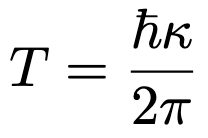 T = ħκ / 2π